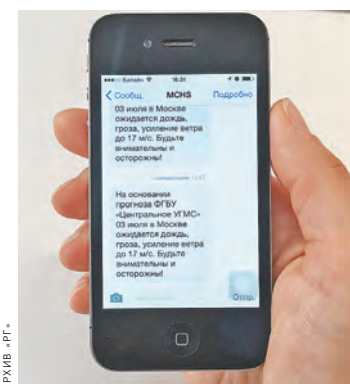 16:31
Сообщ.
MCHS
Подробно
03 июля в Москве
ожидается дождь,
гроза, усиление ветра
до 17 м/с. Будьте
внимательны и
осторожны!
На основании
прогноза ФГБУ
«Центральное УГМС»
03 июля в Москве
ожидается дождь,
гроза, усиление ветра
до 17 м/с. Будьте
внимательны и
осторожны!
Отпр.
РХИВ «РГ»